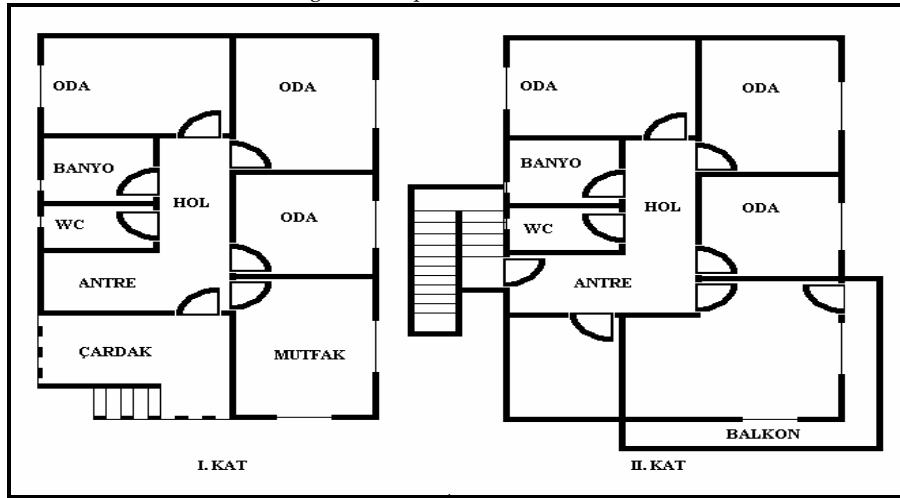 ODA
ODA
BANYO
WC
HOL
ODA
ANTRE
ÇARDAK
MUTFAK
I. KAT
ODA
ODA
BANYO
WC
HOL
ODA
ANTRE
BALKON
II. KAT